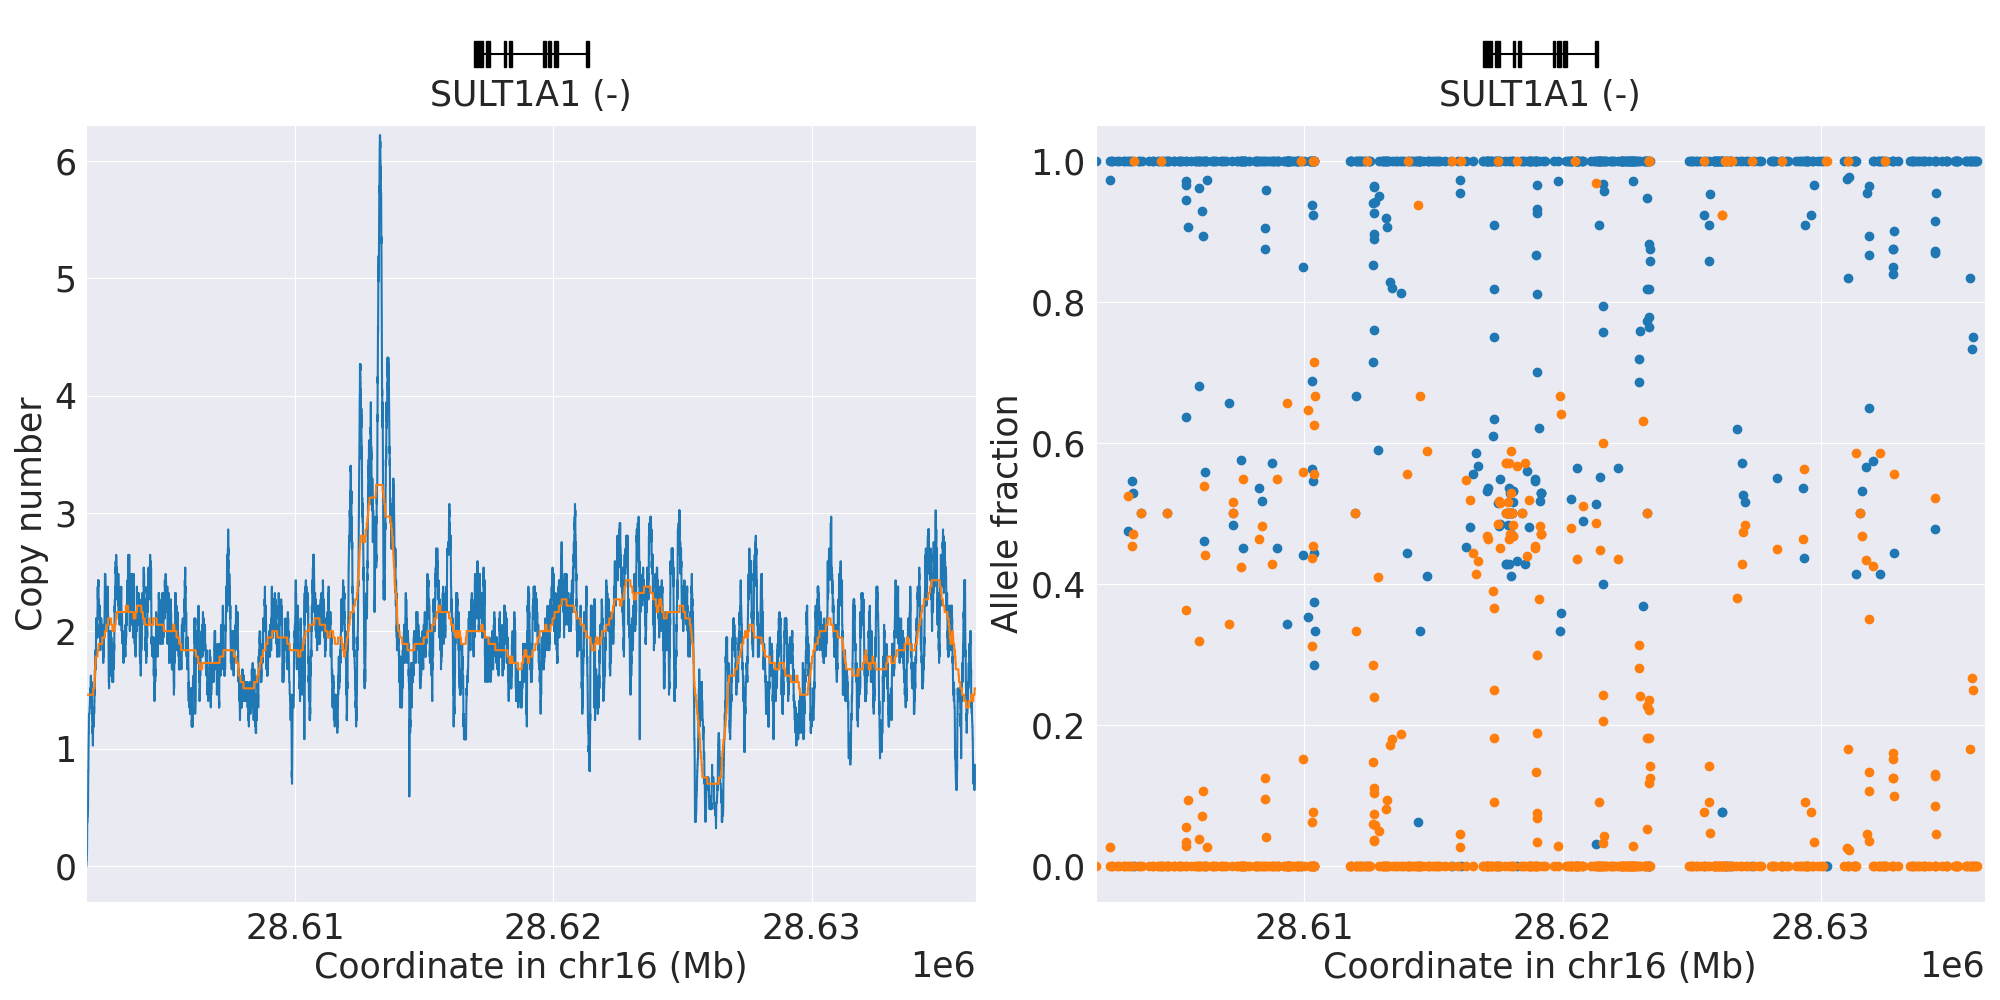 SULT1A1 (-)
6
5
4
3
2
1
0
Copy number
28.61
28.62
28.63
Coordinate in chr16 (Mb)
1e6
SULT1A1 (-)
1.0
0.8
0.6
0.4
0.2
0.0
Allele fraction
28.61
28.62
28.63
Coordinate in chr16 (Mb)
1e6